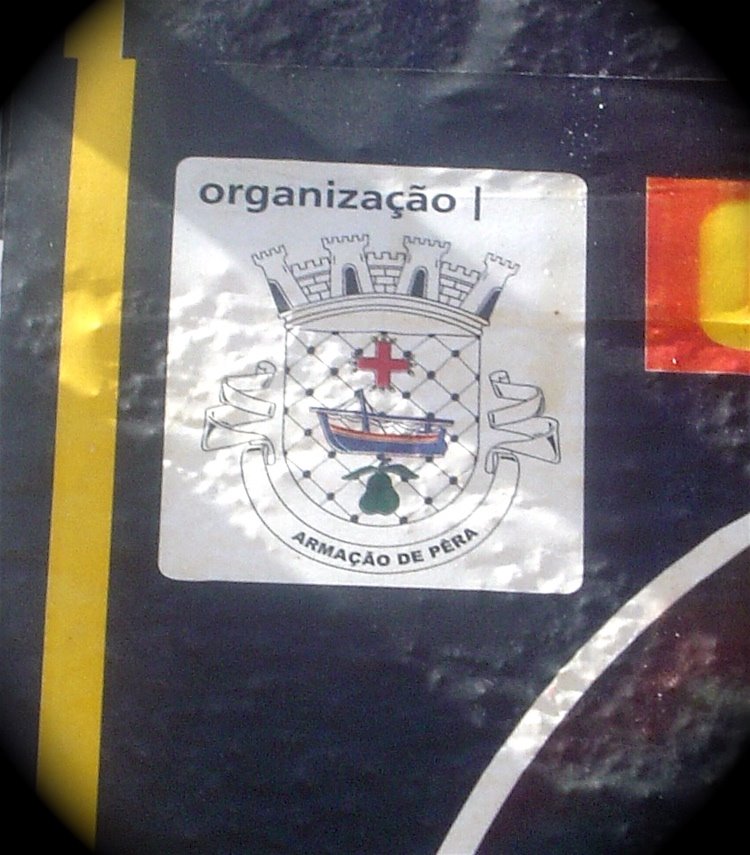 organização |
ARMAÇÃO DE PÊRA